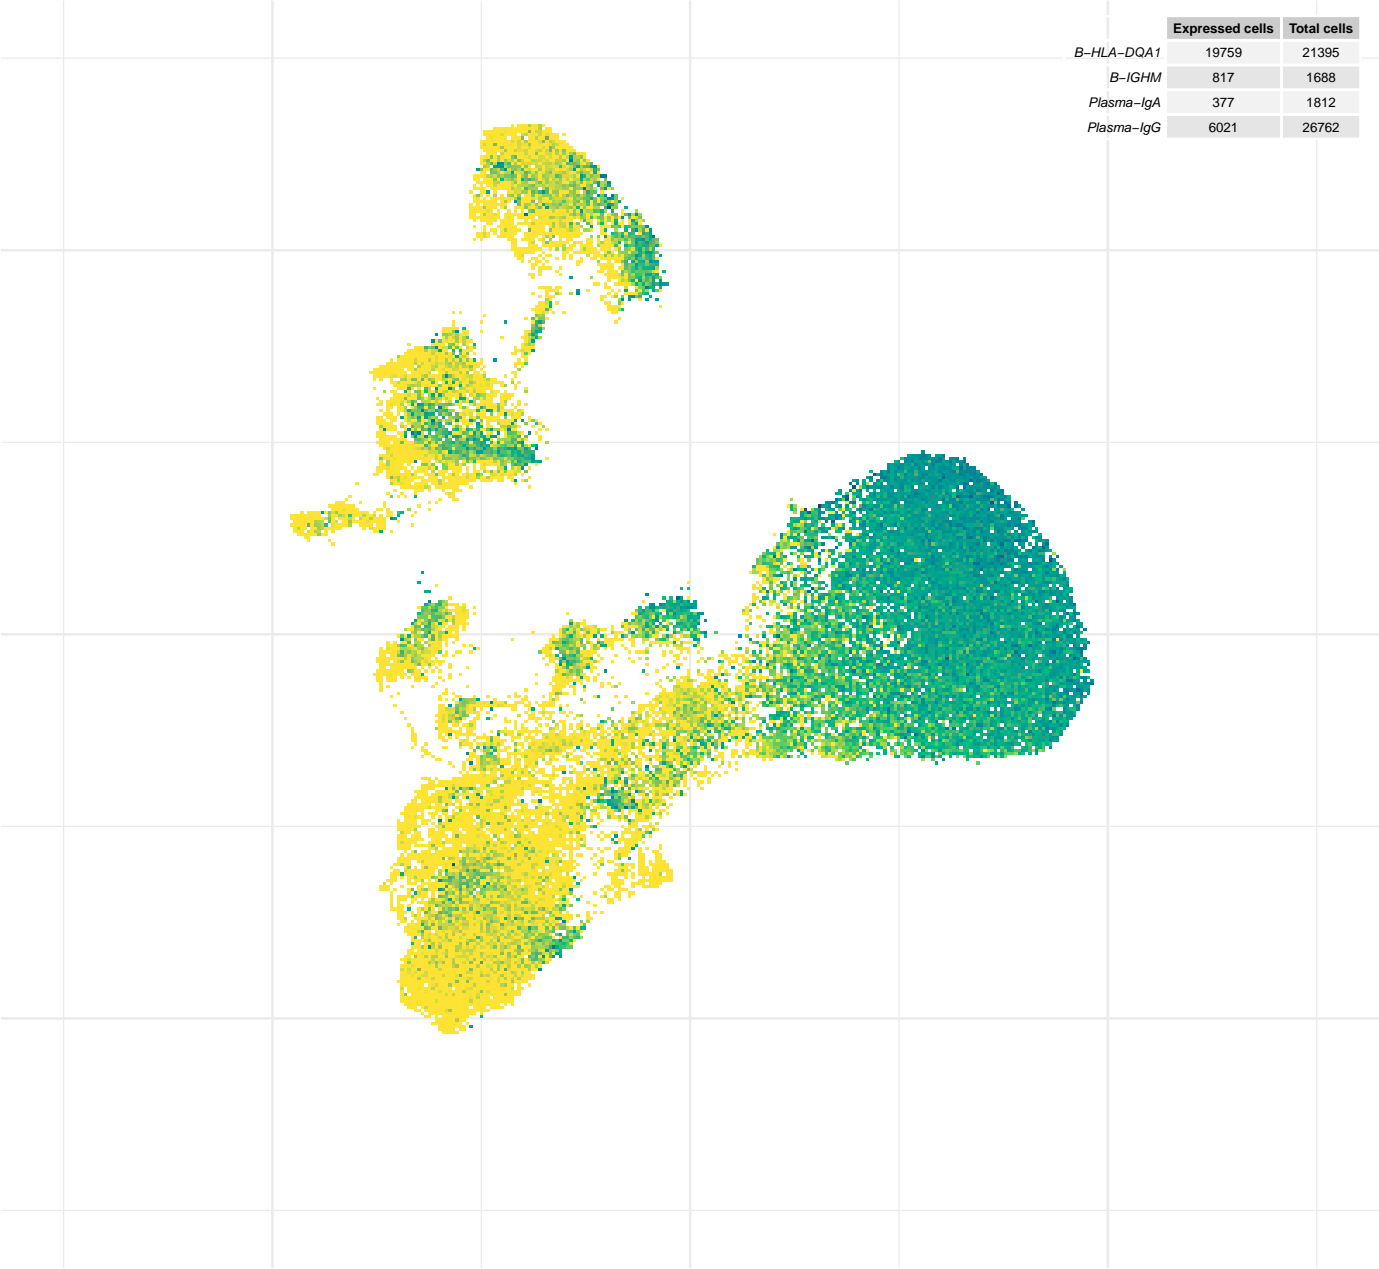 Expressed cells Total cells
B−HLA−DQA1 19759 21395
B−IGHM 817 1688
Plasma−IgA 377 1812
Plasma−IgG 6021 26762